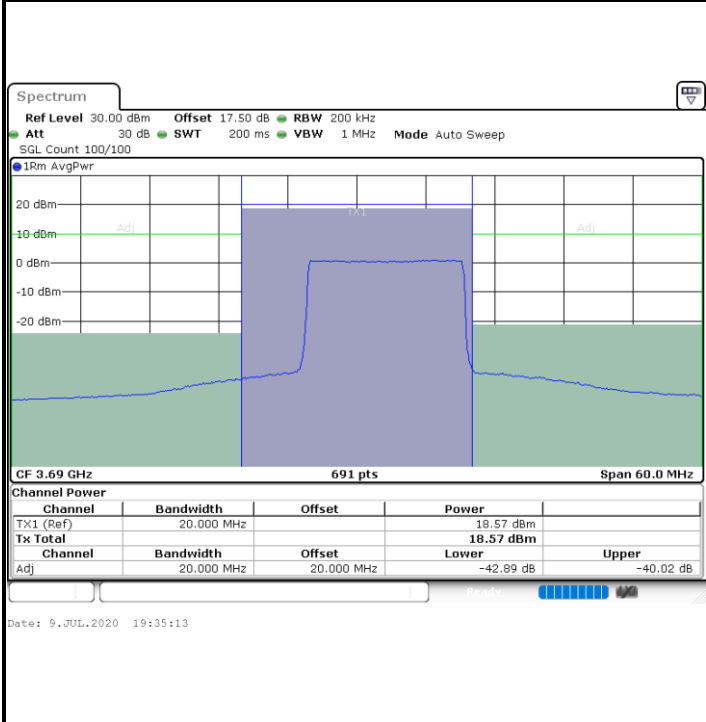 Spectrum
Ref Level 30.00 dBm Offset 17.50 dB RBW 200 kHz
Att 30 dB SWT 200 ms VBW 1 MHz Mode Auto Sweep
SGL Count 100/100
1Rm AvgPwr
20 dBm
TX1
Adj Adj
10 dBm
0 dBm
-10 dBm
-20 dBm
CF 3.69 GHz 691 pts Span 60.0 MHz
Channel Power
Channel Bandwidth Offset Power
TX1 (Ref) 20.000 MHz 18.57 dBm
Tx Total 18.57 dBm
Channel Bandwidth Offset Lower Upper
Adj 20.000 MHz 20.000 MHz -42.89 dB -40.02 dB
Ready
Date: 9.JUL.2020 19:35:13